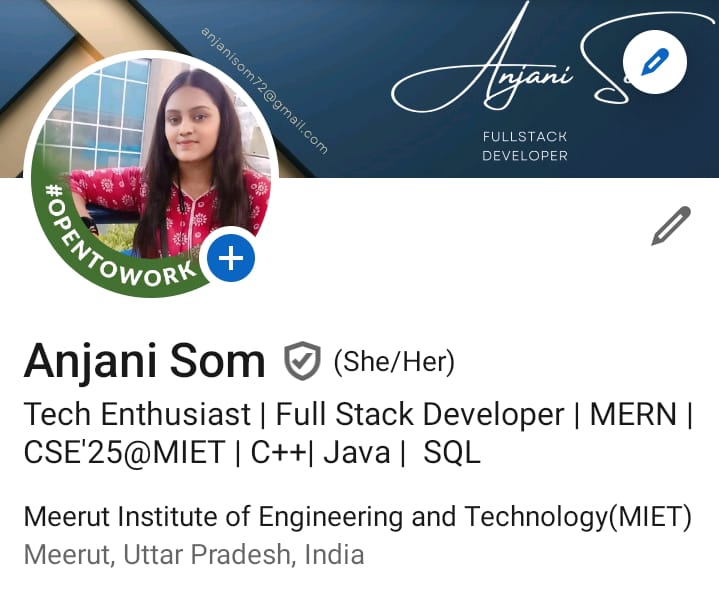 anjanisom72@gmail.com
Anjani S
FULLSTACK
DEVELOPER
#OPENTOWORK
Anjani Som (She/Her)
Tech Enthusiast | Full Stack Developer | MERN |
CSE'25@MIET | C++| Java |  SQL
Meerut Institute of Engineering and Technology(MIET)
Meerut, Uttar Pradesh, India